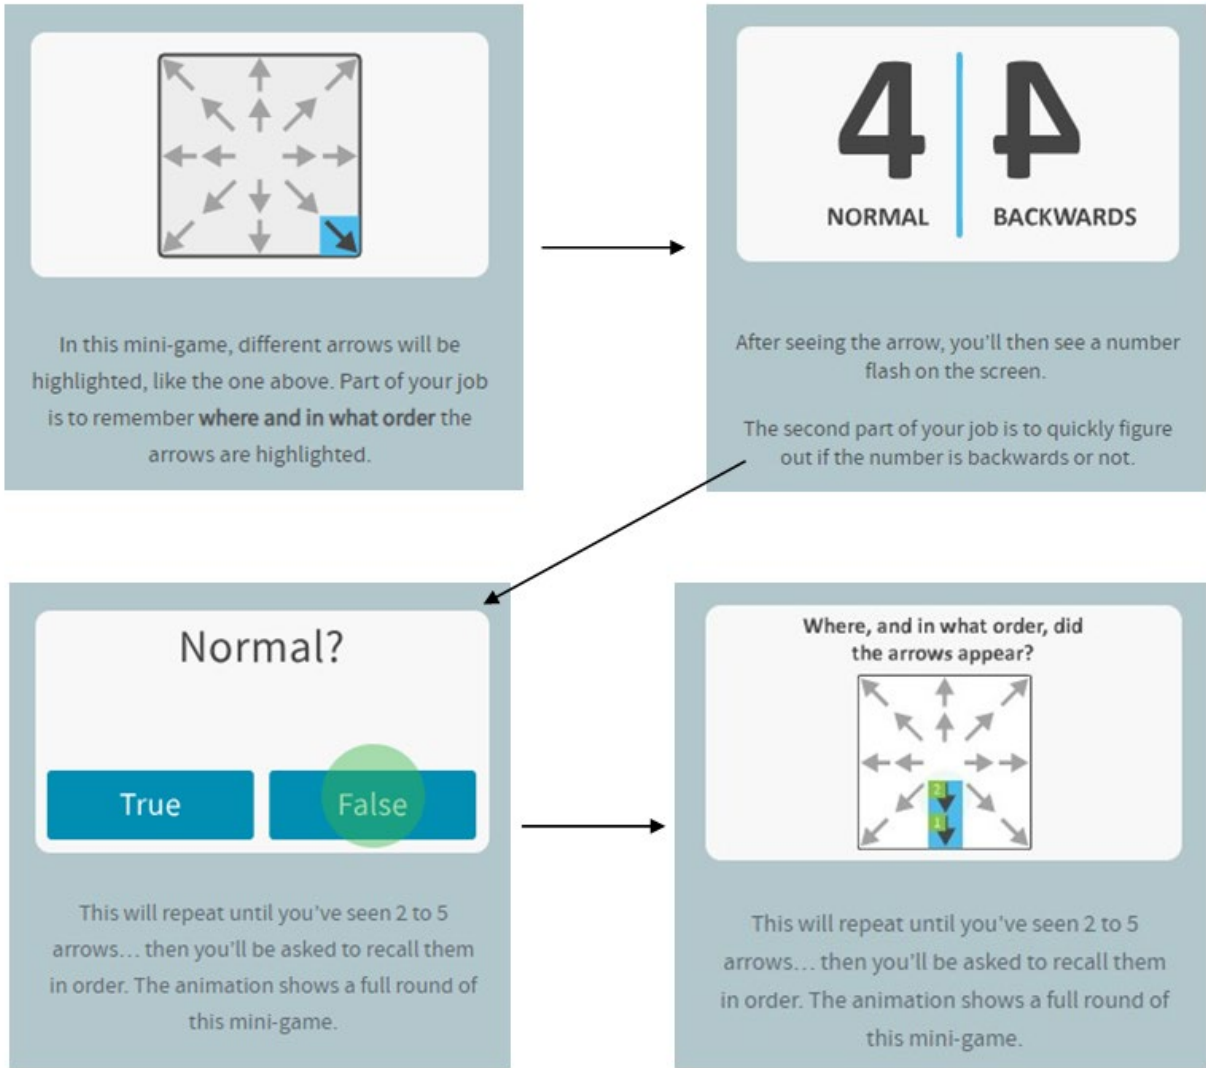 In this mini-game, different arrows will be
highlighted, like the one above. Part of your job
is to remember where and in what order the
arrows are highlighted.
4 4
NORMAL BACKWARDS
After seeing the arrow, you'll then see a number
flash on the screen.
The second part of your job is to quickly figure
out if the number is backwards or not.
Normal?
True False
This will repeat until you've seen 2 to 5
arrows... then you'll be asked to recall them
in order. The animation shows a full round of
this mini-game.
Where, and in what order, did
the arrows appear?
2
1
This will repeat until you've seen 2 to 5
arrows... then you'll be asked to recall them
in order. The animation shows a full round of
this mini-game.